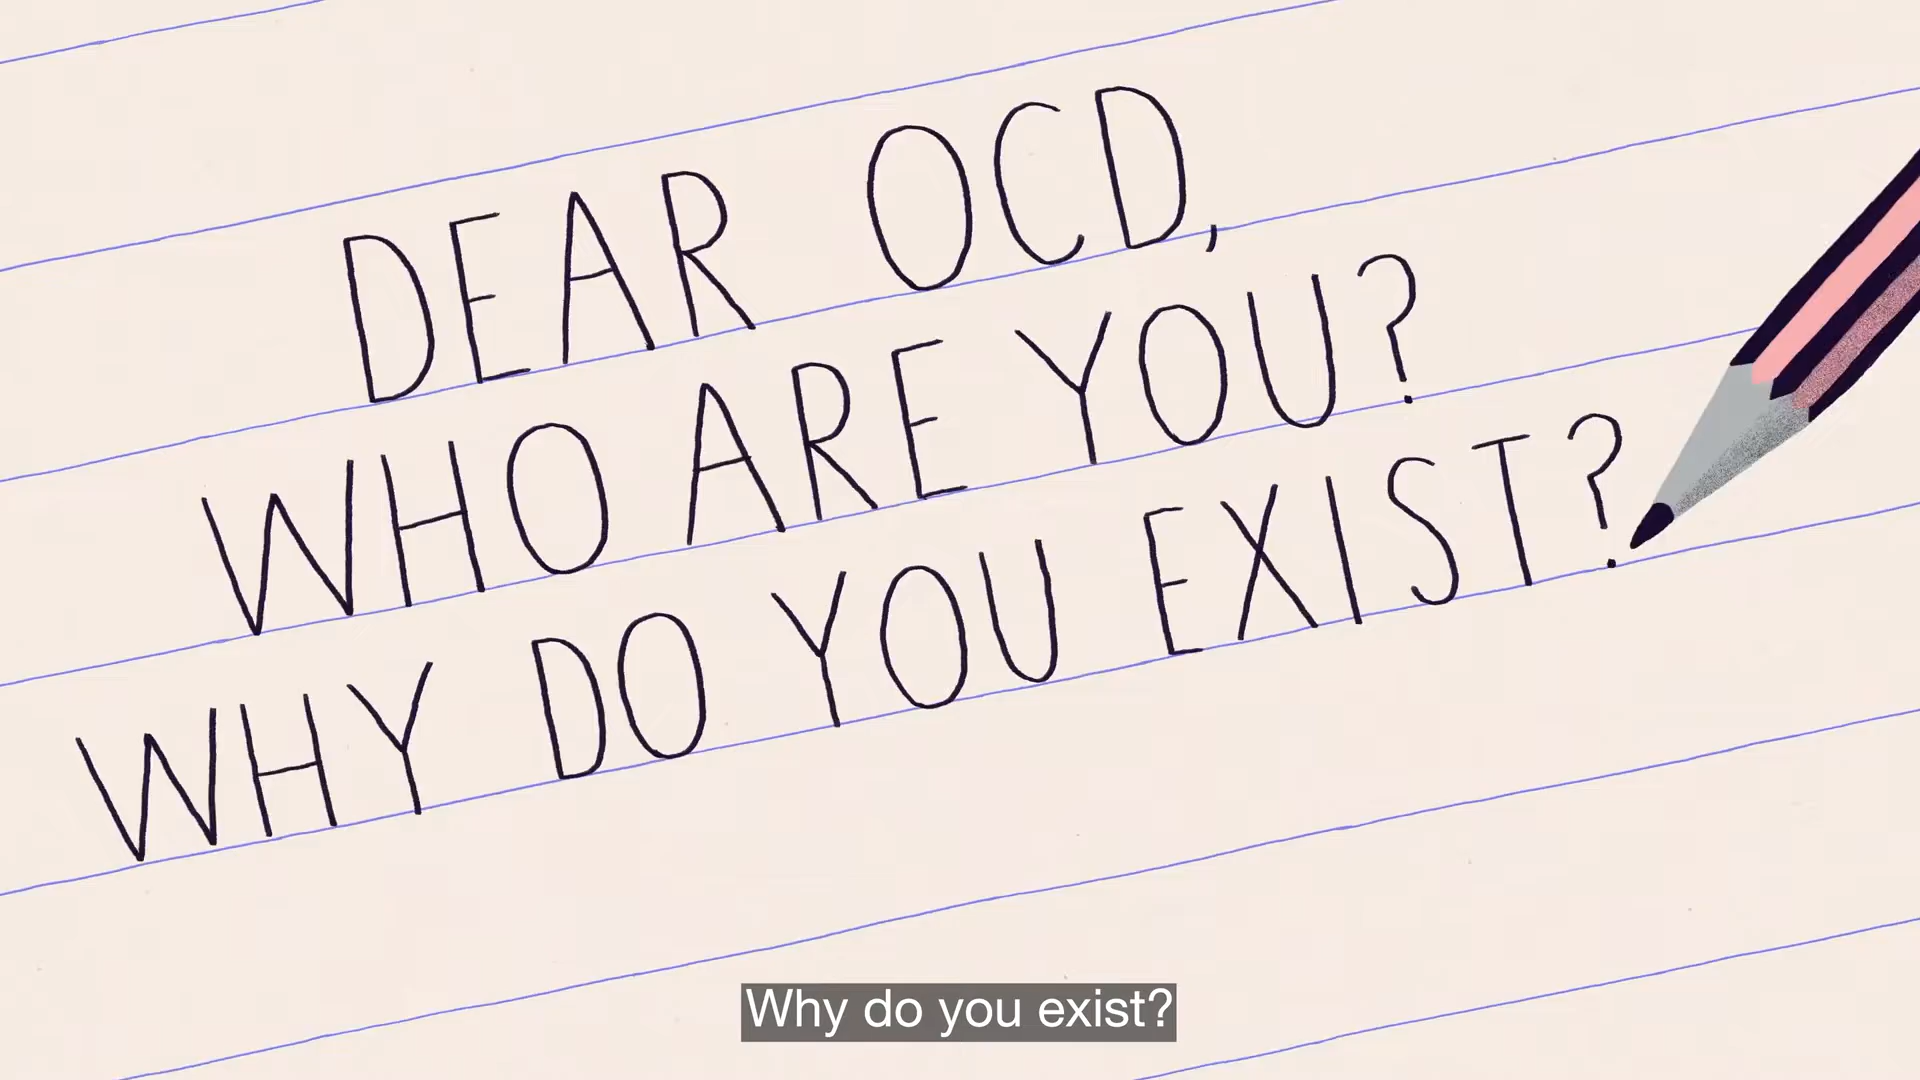 DEAR OCD,
WHO ARE YOU?
WHY DO YOU EXIST?
Why do you exist?